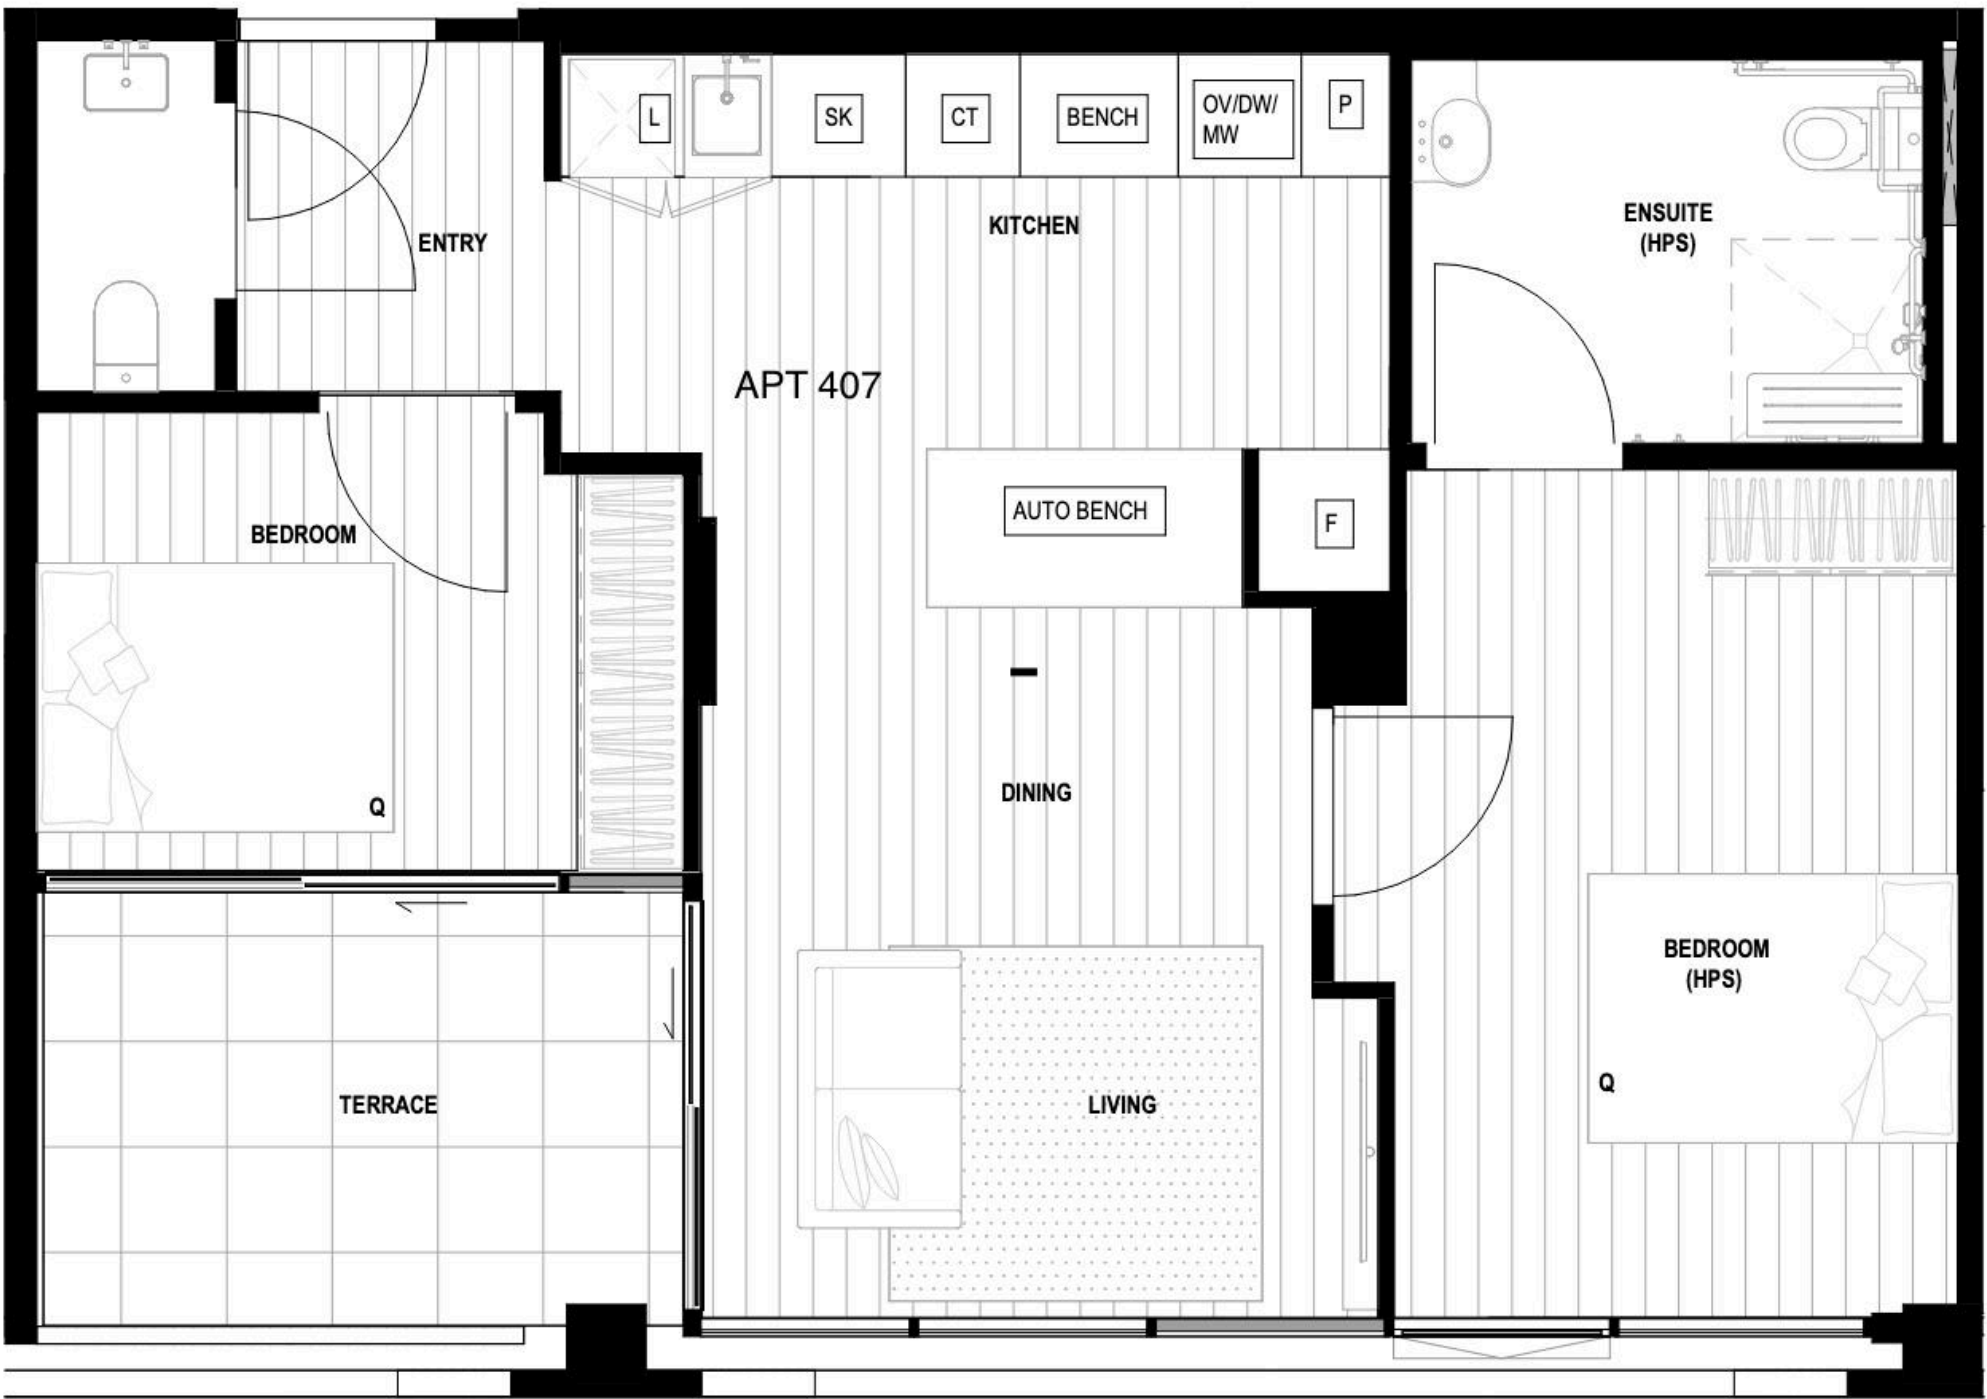 L
SK
CT
BENCH
OV/DW/
MW
P
ENTRY
KITCHEN
ENSUITE
(HPS)
APT 407
BEDROOM
AUTO BENCH
F
Q
DINING
BEDROOM
(HPS)
Q
TERRACE
LIVING